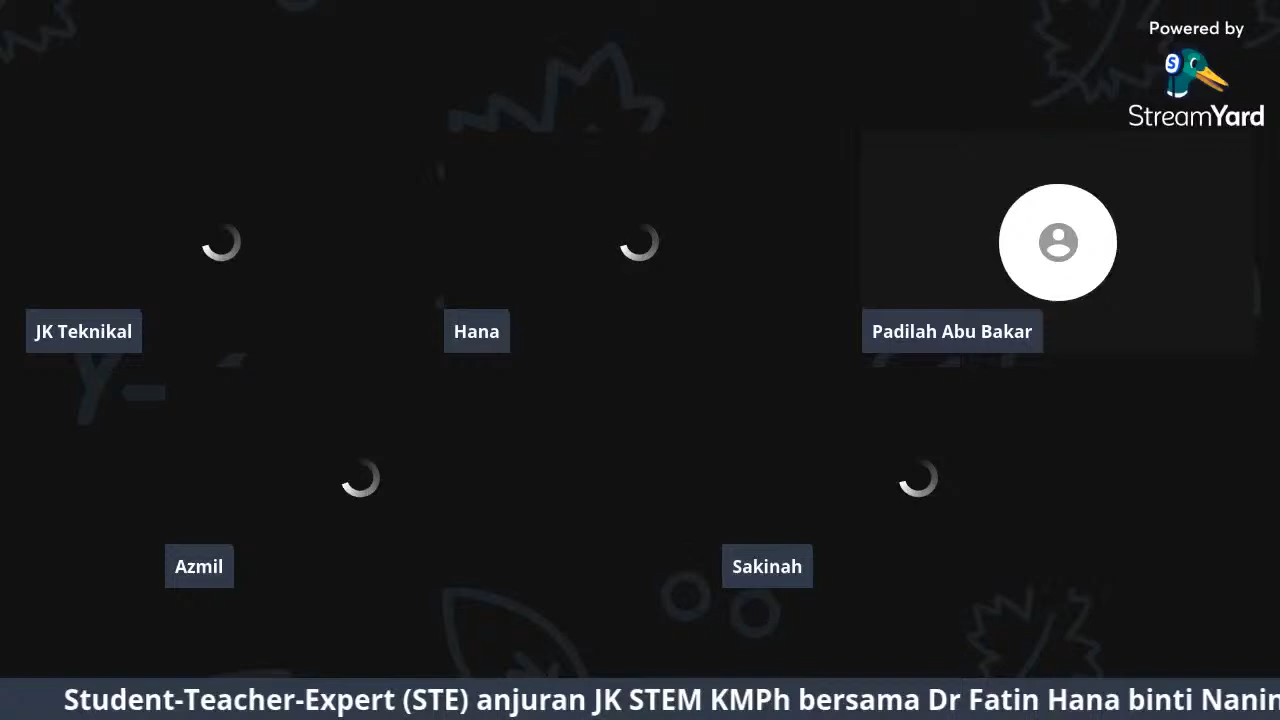 Powered by
StreamYard
JK Teknikal
Hana
Padilah Abu Bakar
Azmil
Sakinah
Student-Teacher-Expert (STE) anjuran JK STEM KMPh bersama Dr Fatin Hana binti